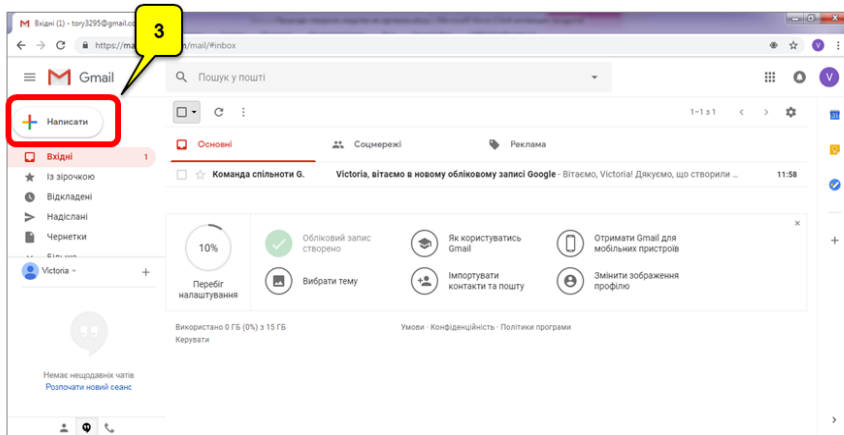 3
Вхідні (1) - tory3295@gmail.co
https://ma
/mail/#inbox
V
Gmail
Пошук у пошті
V
Написати
1–1 з 1
31
Основні
Соцмережі
Реклама
Вхідні 1
Команда спільноти G. Victoria, вітаємо в новому обліковому записі Google - Вітаємо, Victoria! Дякуємо, що створили ... 11:58
Із зірочкою
Відкладені
Надіслані
Чернетки
Більше
Victoria
10%
Перебіг
налаштування
Обліковий запис
створено
Як користуватись
Gmail
Отримати Gmail для
мобільних пристроїв
Вибрати тему
Імпортувати
контакти та пошту
Змінити зображення
профілю
Використано 0 ГБ (0%) з 15 ГБ
Керувати
Умови · Конфіденційність · Політики програми
Немає нещодавніх чатів
Розпочати новий сеанс